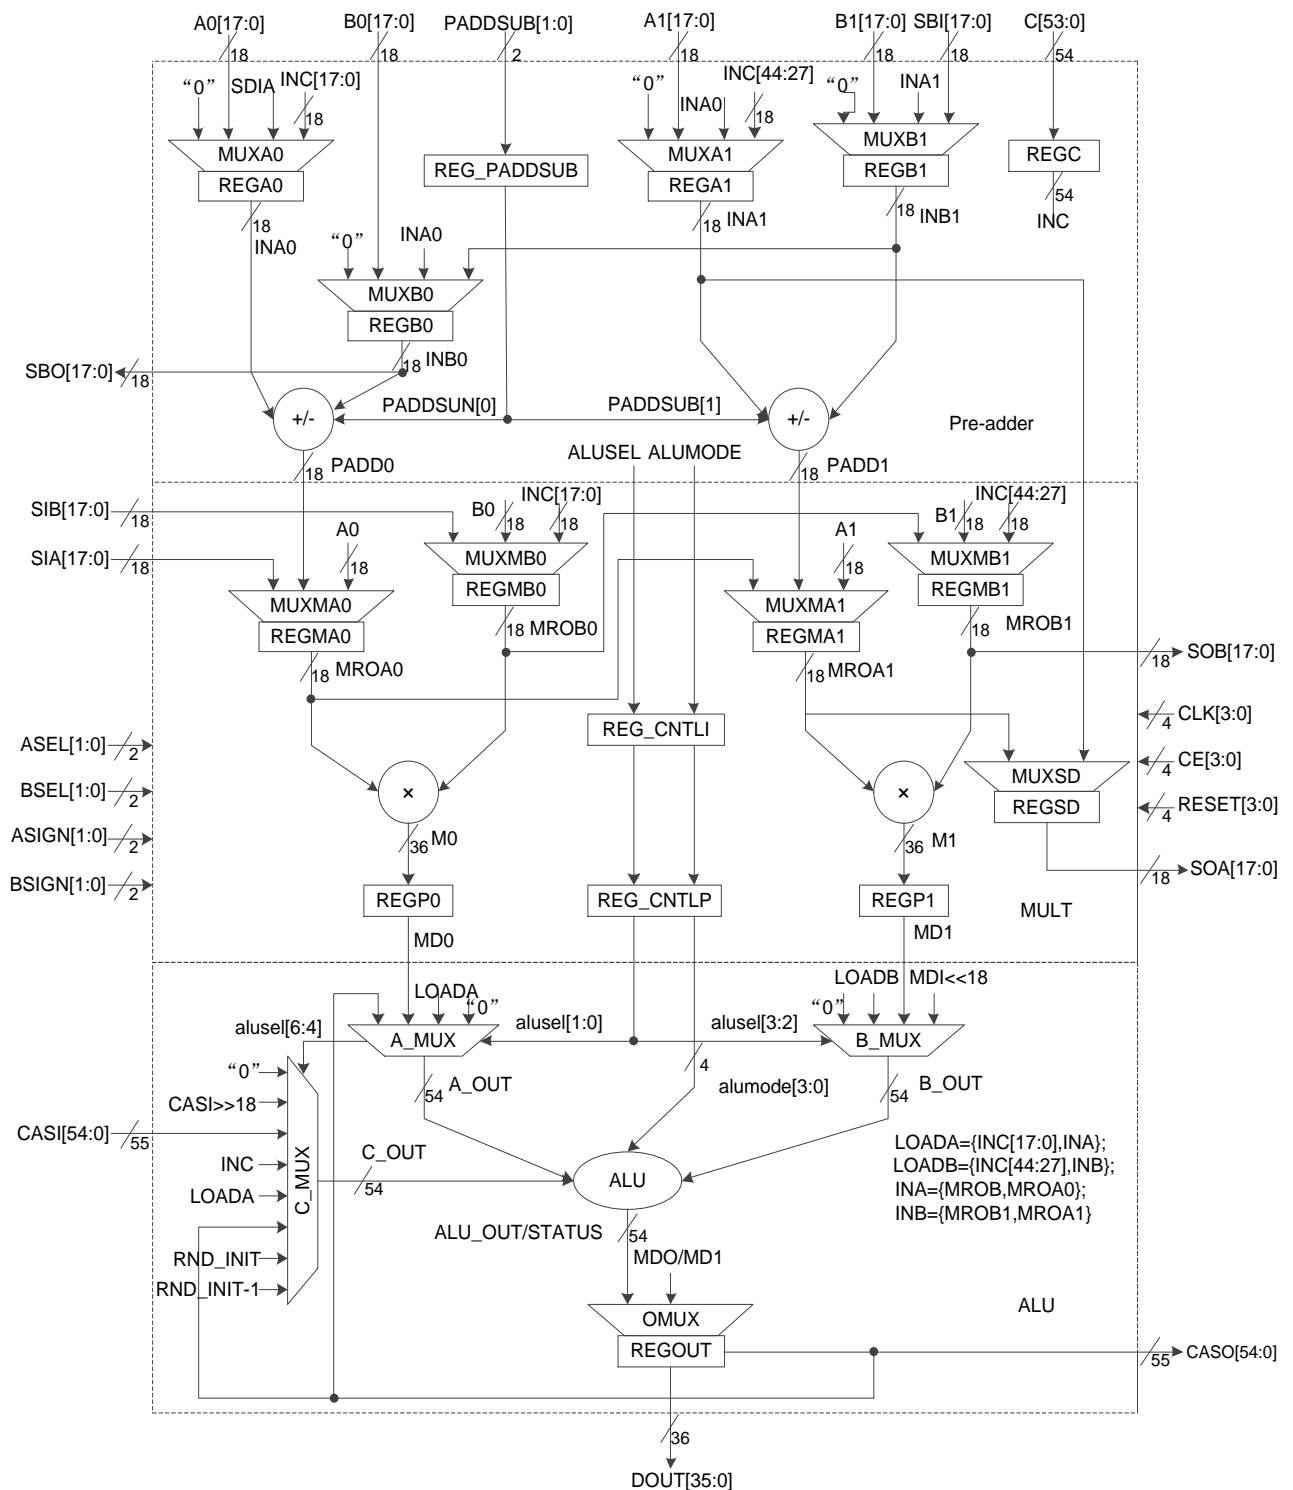 A0[17:0]
B0[17:0]
PADDSUB[1:0]
A1[17:0]
B1[17:0]
SBI[17:0]
C[53:0]
18
18
2
18
18
18
54
“0”
SDIA
INC[17:0]
18
“0”
INA0
INC[44:27]
18
“0”
INA1
MUXA0
REGA0
REG_PADDSUB
MUXA1
REGA1
MUXB1
REGB1
REGC
18
INA0
18
INA1
18
INB1
54
INC
“0”
INA0
MUXB0
REGB0
18
INB0
SBO[17:0]
18
+/-
PADDSUN[0]
PADDSUB[1]
+/-
Pre-adder
18
PADD0
ALUSEL
ALUMODE
18
PADD1
SIB[17:0]
18
B0
18
INC[17:0]
18
B1
18
INC[44:27]
18
SIA[17:0]
18
A0
18
MUXMB0
REGMB0
A1
18
MUXMB1
REGMB1
MUXMA0
REGMA0
18
MROB0
MUXMA1
REGMA1
18
MROB1
18
MROA0
18
MROA1
18
SOB[17:0]
REG_CNTLI
4
CLK[3:0]
ASEL[1:0]
2
4
CE[3:0]
BSEL[1:0]
2
×
×
MUXSD
REGSD
4
RESET[3:0]
ASIGN[1:0]
2
36
M0
36
M1
BSIGN[1:0]
2
18
SOA[17:0]
REGP0
REG_CNTLP
REGP1
MULT
MD0
MD1
LOADA
“0”
“0”
LOADB
MDI<<18
alusel[6:4]
A_MUX
alusel[1:0]
alusel[3:2]
B_MUX
“0”
CASI>>18
CASI[54:0]
55
INC
LOADA
RND_INIT
RND_INIT-1
C_MUX
54
A_OUT
4
alumode[3:0]
54
B_OUT
C_OUT
54
ALU
LOADA={INC[17:0],INA};
LOADB={INC[44:27],INB};
INA={MROB,MROA0};
INB={MROB1,MROA1}
ALU_OUT/STATUS
54
MDO/MD1
OMUX
REGOUT
ALU
55
CASO[54:0]
36
DOUT[35:0]